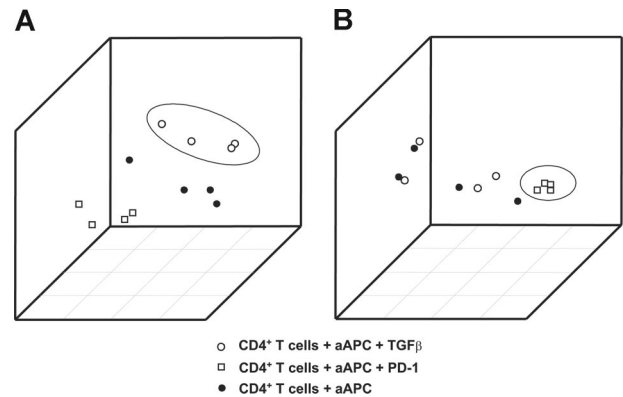 A
B
CD4⁺ T cells + aAPC + TGFβ
CD4⁺ T cells + aAPC + PD-1
CD4⁺ T cells + aAPC